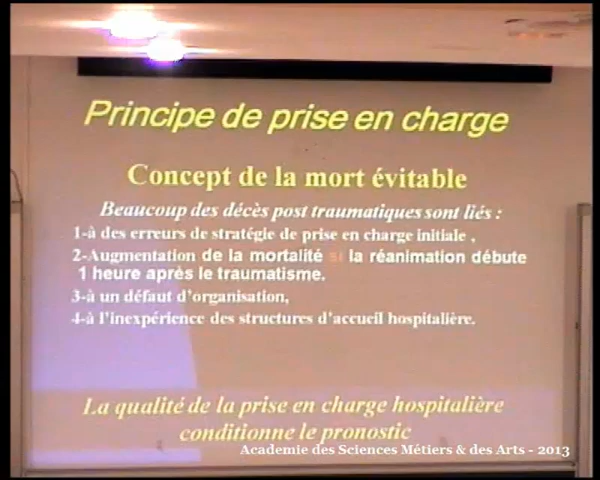 Principe de prise en charge
Concept de la mort évitable
Beaucoup des décès post traumatiques sont liés :
1-à des erreurs de stratégie de prise en charge initiale ,
2-Augmentation de la mortalité si la réanimation débute
1 heure après le traumatisme.
3-à un défaut d'organisation,
4-à l'inexpérience des structures d'accueil hospitalière.
La qualité de la prise en charge hospitalière
conditionne le pronostic
Academie des Sciences Métiers & des Arts - 2013